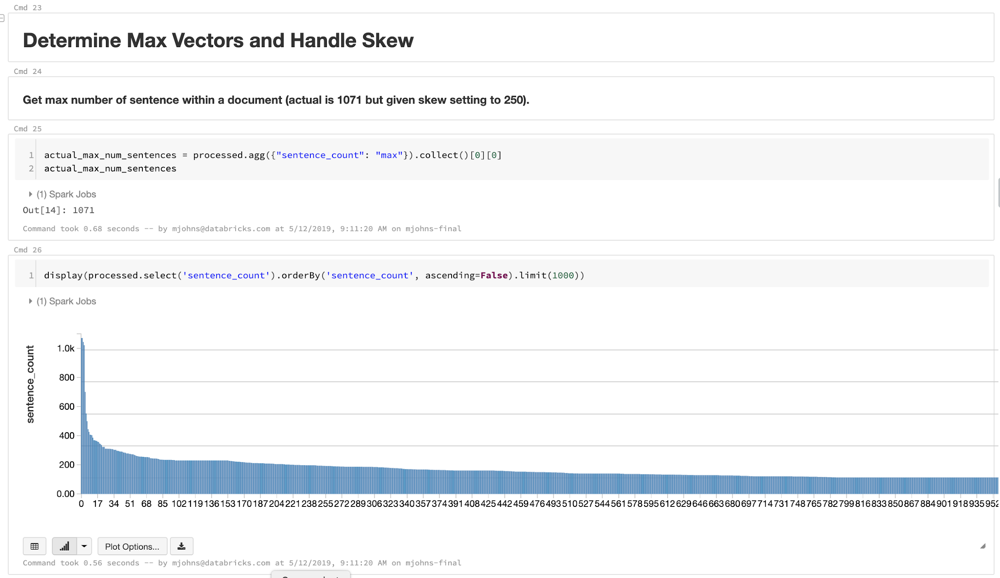 Cmd 23
Determine Max Vectors and Handle Skew
Cmd 24
Get max number of sentence within a document (actual is 1071 but given skew setting to 250).
Cmd 25
1 actual_max_num_sentences = processed.agg({"sentence_count": "max"}).collect()[0][0]
2 actual_max_num_sentences
(1) Spark Jobs
Out[14]: 1071
Command took 0.68 seconds -- by mjohns@databricks.com at 5/12/2019, 9:11:20 AM on mjohns-final
Cmd 26
1 display(processed.select('sentence_count').orderBy('sentence_count', ascending=False).limit(1000))
(1) Spark Jobs
sentence_count
1.0k
800
600
400
200
0.00
0 17 34 51 68 85 102 119 136 153 170 187 204 221 238 255 272 289 306 323 340 357 374 391 408 425 442 459 476 493 510 527 544 561 578 595 612 629 646 663 680 697 714 731 748 765 782 799 816 833 850 867 884 901 918 935 952
Plot Options...
Command took 0.56 seconds -- by mjohns@databricks.com at 5/12/2019, 9:11:20 AM on mjohns-final